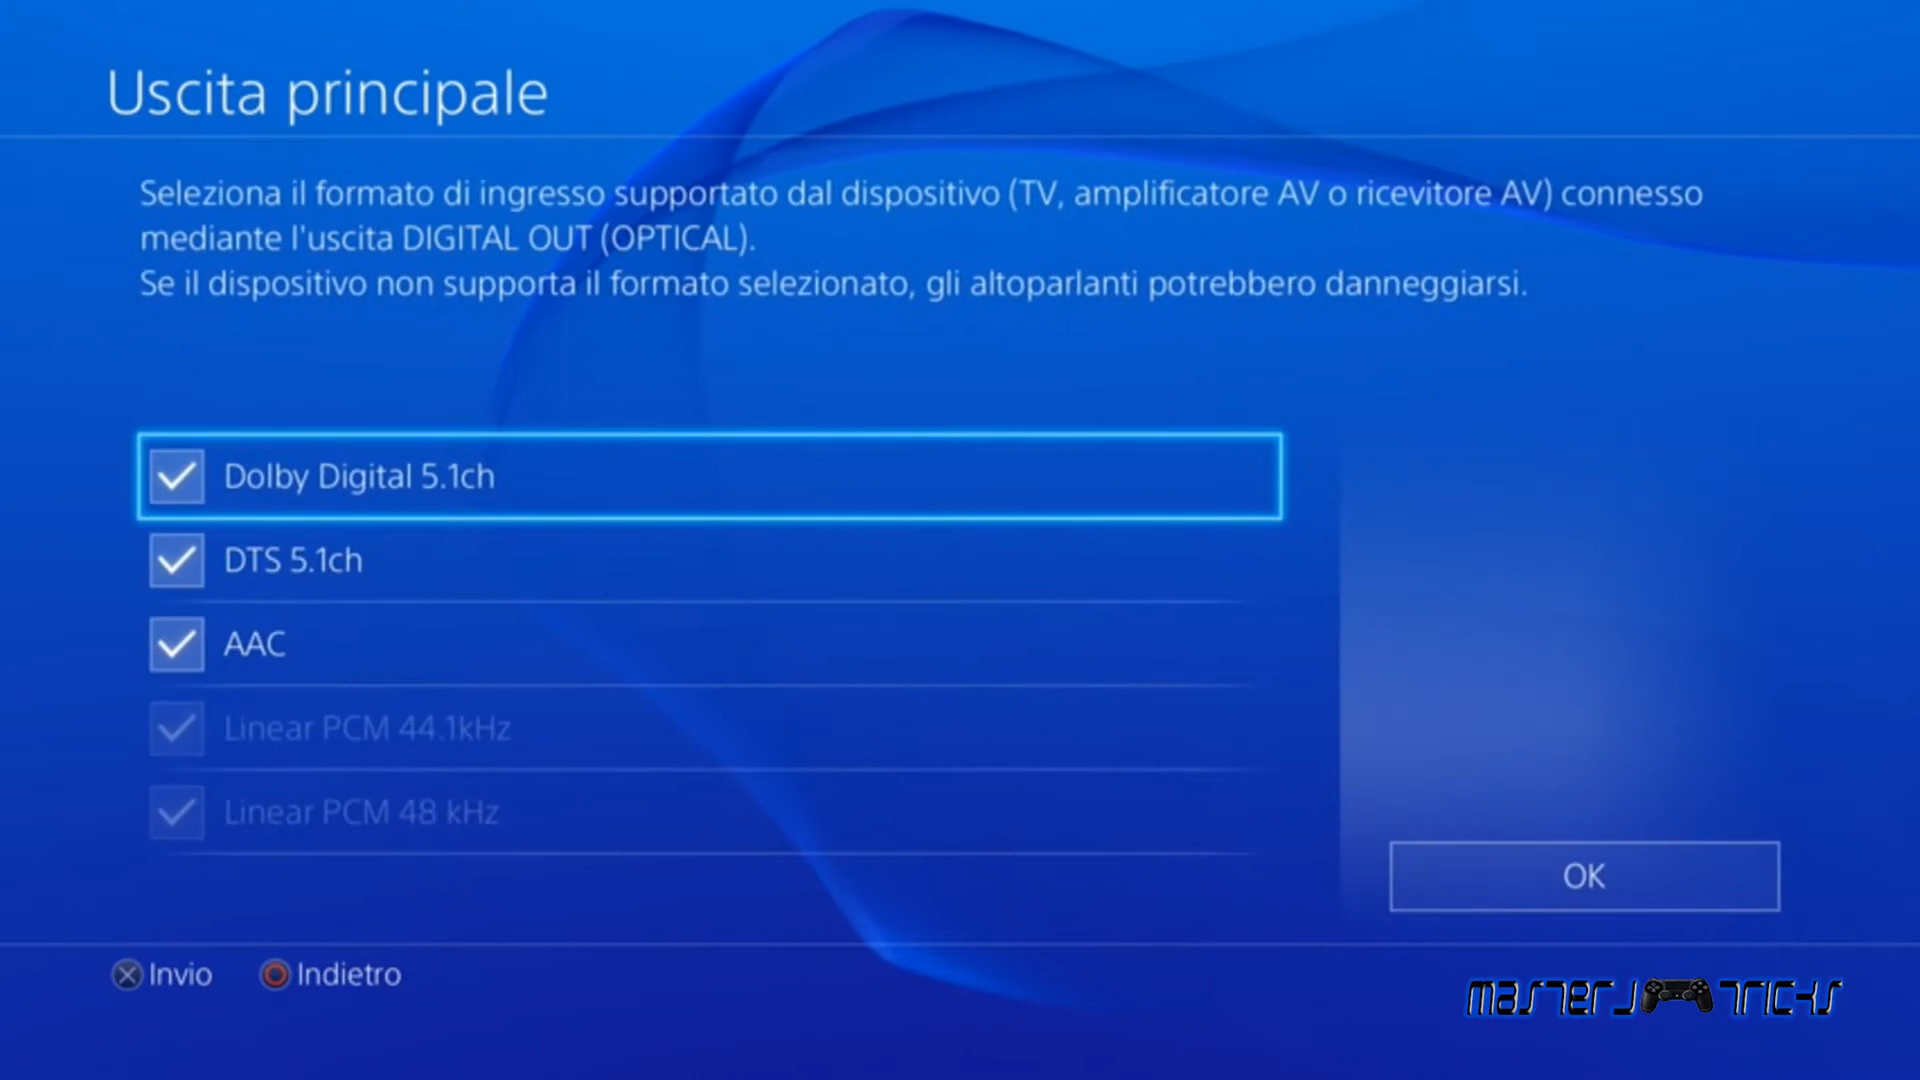 Uscita principale
Seleziona il formato di ingresso supportato dal dispositivo (TV, amplificatore AV o ricevitore AV) connesso
mediante l'uscita DIGITAL OUT (OPTICAL).
Se il dispositivo non supporta il formato selezionato, gli altoparlanti potrebbero danneggiarsi.
Dolby Digital 5.1ch
DTS 5.1ch
AAC
Linear PCM 44.1kHz
Linear PCM 48 kHz
OK
Invio Indietro
MASTERJ TRICKS